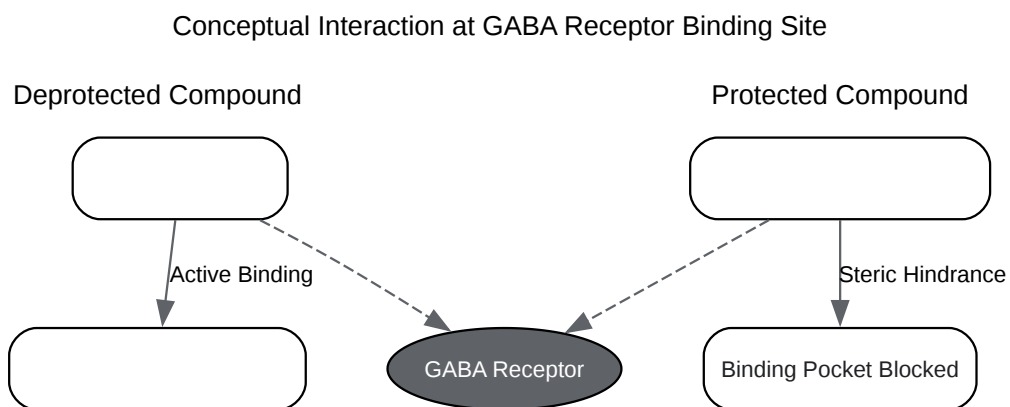 Conceptual Interaction at GABA Receptor Binding Site
Deprotected Compound
Protected Compound
Active Binding
Steric Hindrance
GABA Receptor
Binding Pocket Blocked